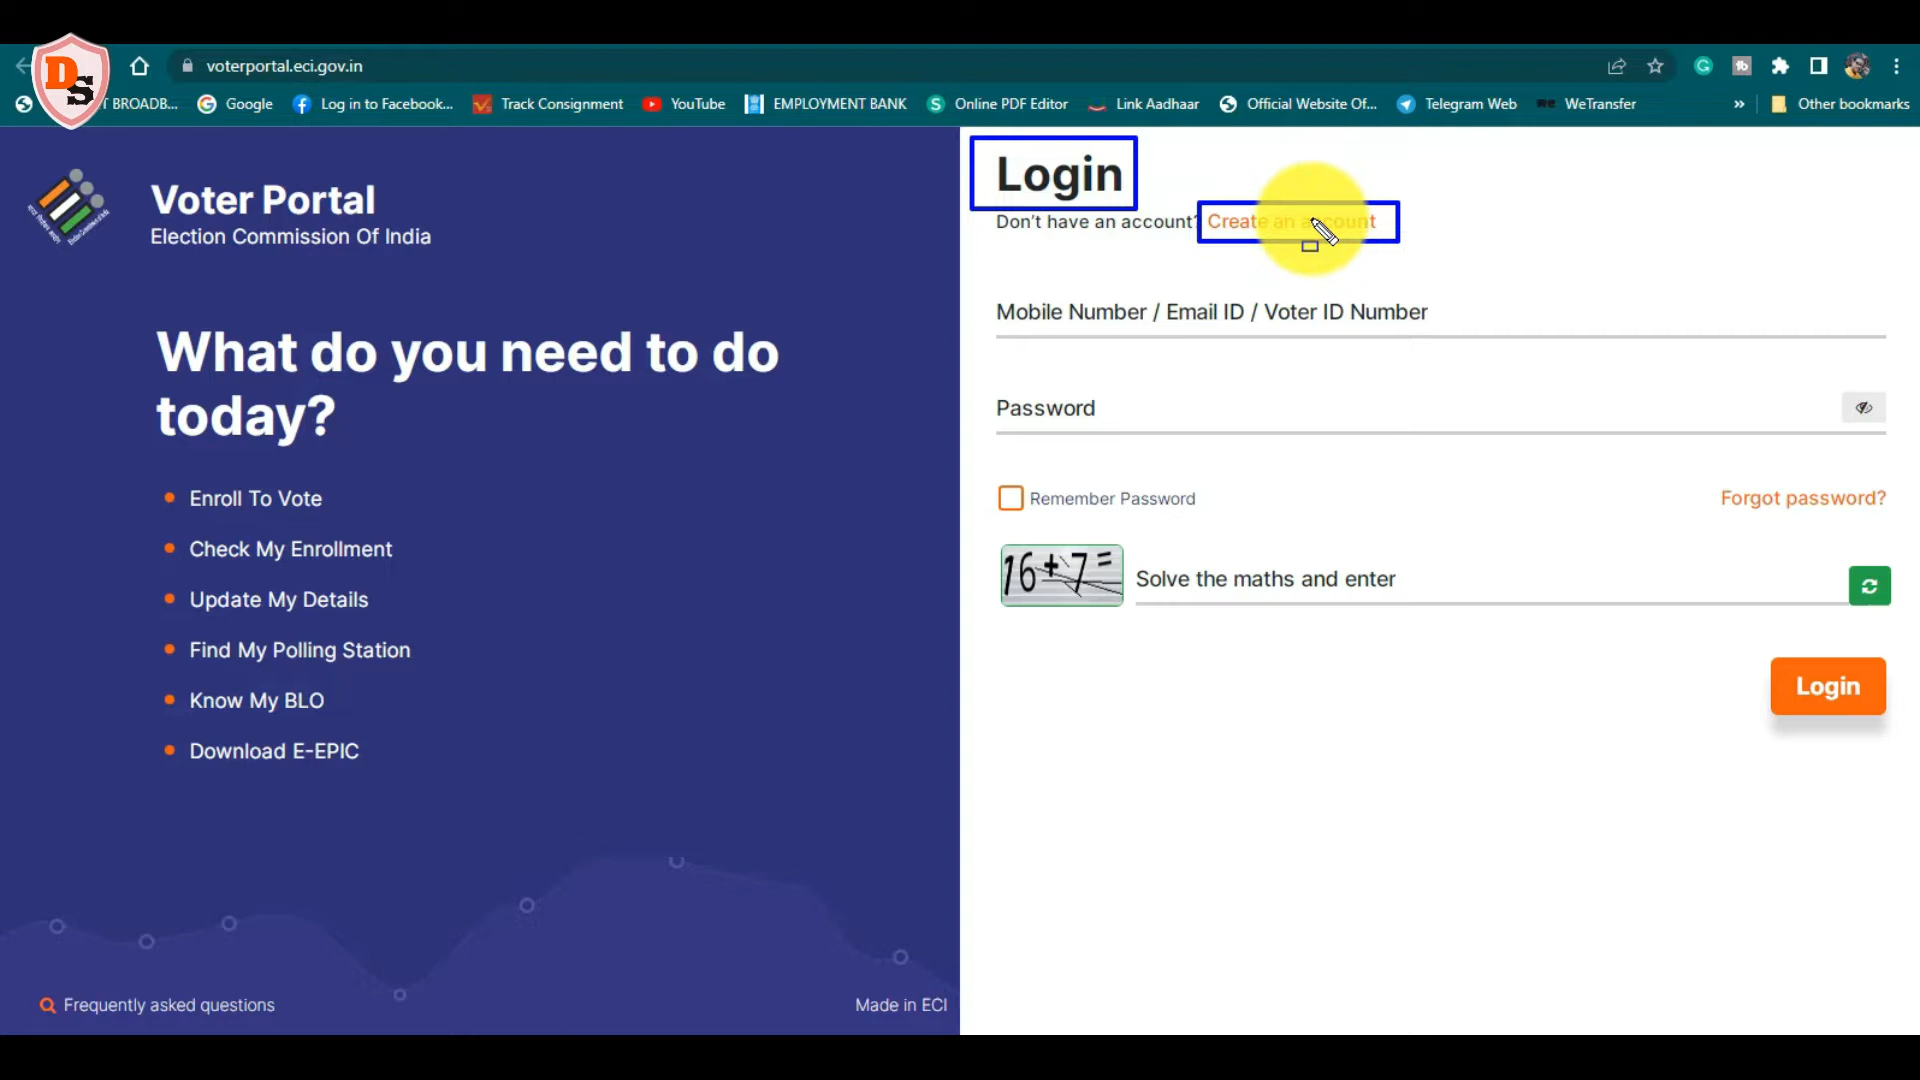 DS
voterportal.eci.gov.in
T BROADB...
Google
Log in to Facebook...
Track Consignment
YouTube
EMPLOYMENT BANK
Online PDF Editor
Link Aadhaar
Official Website Of...
Telegram Web
WeTransfer
»
Other bookmarks
Voter Portal
Election Commission Of India
What do you need to do
today?
Enroll To Vote
Check My Enrollment
Update My Details
Find My Polling Station
Know My BLO
Download E-EPIC
Frequently asked questions
Made in ECI
Login
Don't have an account? Create an account
Mobile Number / Email ID / Voter ID Number
Password
Remember Password
Forgot password?
16+7=
Solve the maths and enter
Login